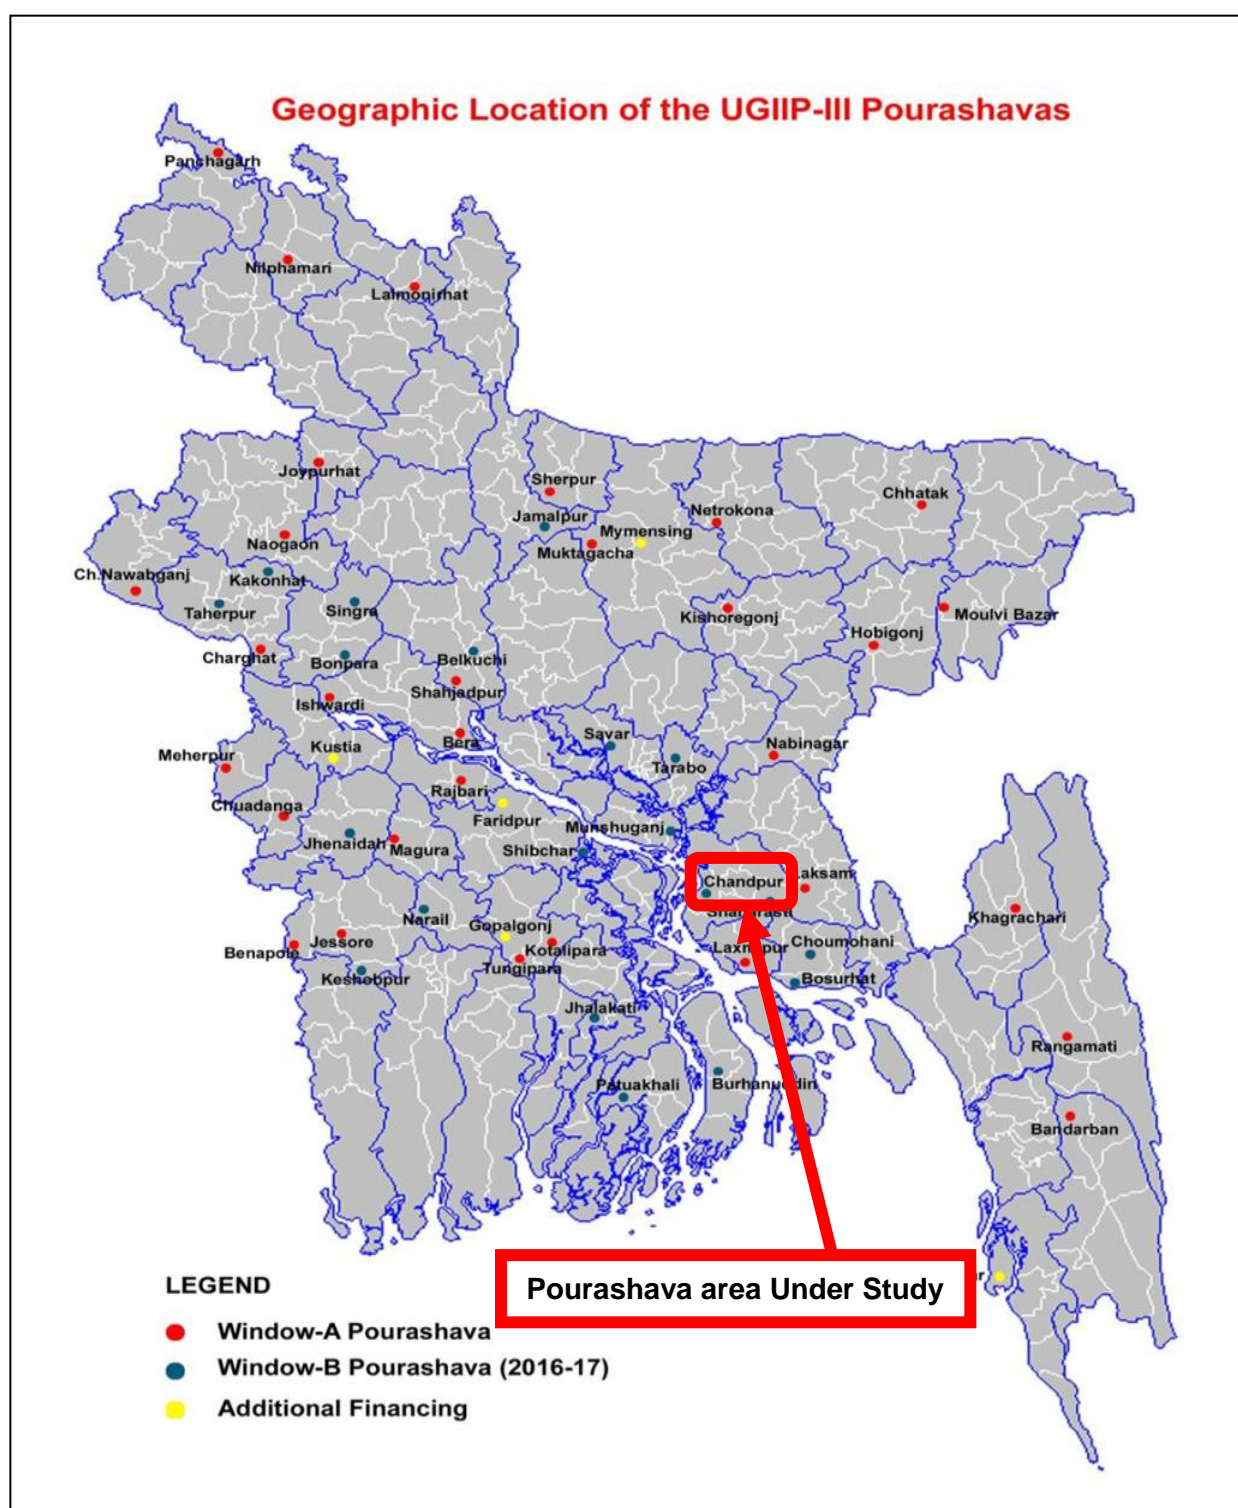 Geographic Location of the UGIIP-III Pourashavas
Panchagarh
Nilphamari
Lalmonirhat
Joypurhat
Sherpur
Jamalpur
Chhatak
Netrokona
Mymensing
Muktagacha
Naogaon
Ch.Nawabganj
Kakonhat
Taherpur
Singra
Kishoregonj
Moulvi Bazar
Hobigonj
Charghat
Bonpara
Belkuchi
Shahjadpur
Ishwardi
Bera
Savar
Kustia
Meherpur
Nabinagar
Tarabo
Rajbari
Chuadanga
Faridpur
Munshuganj
Jhenaidah
Magura
Shibchar
Chandpur
Laksam
Narail
Gopalgonj
Khagrachari
Jessore
Benapole
Kotalipara
Laxmipur
Choumohani
Tungipara
Keshobpur
Bosurhat
Jhalakati
Rangamati
Patuakhali
Burhanuddin
Bandarban
Pourashava area Under Study
LEGEND
Window-A Pourashava
Window-B Pourashava (2016-17)
Additional Financing